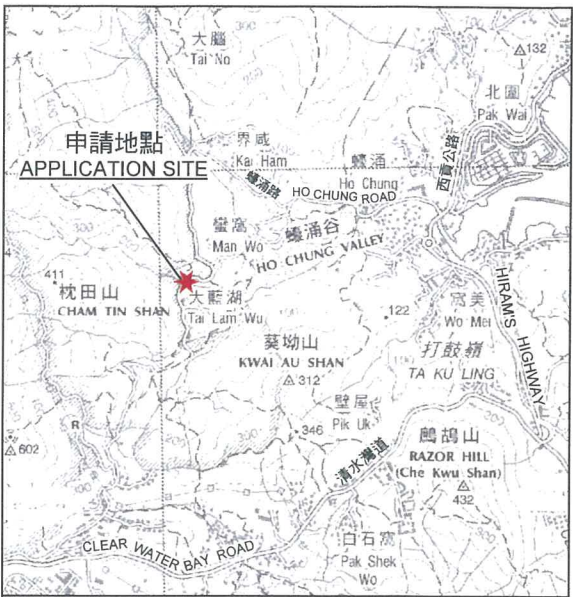 大腦
Tai No
132
北圍
Pak Wai
300
申請地點
APPLICATION SITE
界咸
Kai Ham
蠔涌
Ho Chung
西貢公路
蠔涌路
HO CHUNG ROAD
蠻窩
Man Wo
蠔涌谷
HO CHUNG VALLEY
411
枕田山
CHAM TIN SHAN
大藍湖
Tai Lam Wu
122
窩美
Wo Mei
HIRAM'S HIGHWAY
葵坳山
KWAI AU SHAN
312
打鼓嶺
TA KU LING
壁屋
Pik Uk
346
R
602
鷓鴣山
RAZOR HILL
(Che Kwu Shan)
432
清水灣道
CLEAR WATER BAY ROAD
白石窩
Pak Shek
Wo